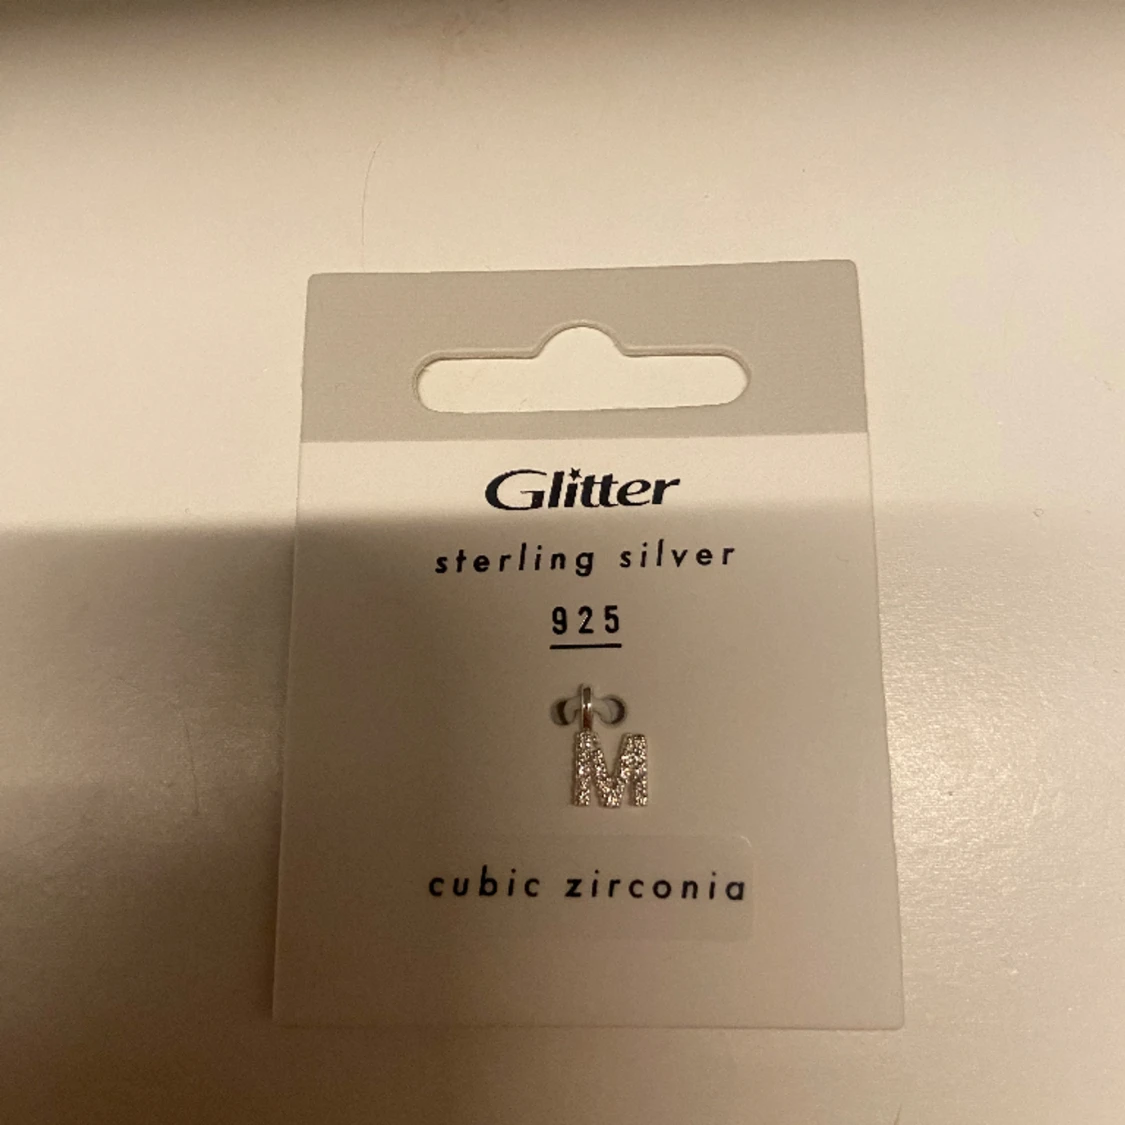 Glitter
sterling silver
925
M
cubic zirconia